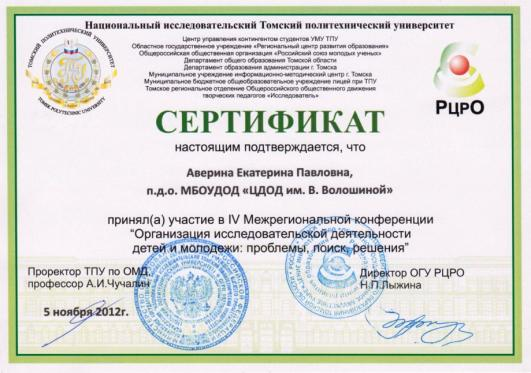 Национальный исследовательский Томский политехнический университет
Центр управления контингентом студентов УМУ ТПУ
Областное государственное учреждение «Региональный центр развития образования»
Общероссийская общественная организация «Российский союз молодых ученых»
Департамент общего образования Томской области
Департамент образования администрации г. Томска
Муниципальное учреждение информационно-методический центр г. Томска
Муниципальное бюджетное общеобразовательное учреждение лицей при ТПУ
Томское региональное отделение Общероссийского общественного движения
творческих педагогов «Исследователь»
ТОМСКИЙ ПОЛИТЕХНИЧЕСКИЙ УНИВЕРСИТЕТ
TOMSK POLYTECHNIC UNIVERSITY
РЦРО
СЕРТИФИКАТ
настоящим подтверждается, что
Аверина Екатерина Павловна,
п.д.о. МБОУДОД «ЦДОД им. В. Волошиной»
принял(а) участие в IV Межрегиональной конференции
"Организация исследовательской деятельности
детей и молодежи: проблемы, поиск, решения"
Проректор ТПУ по ОМД,
профессор А.И.Чучалин
Директор ОГУ РЦРО
Н.П.Лыжина
5 ноября 2012г.